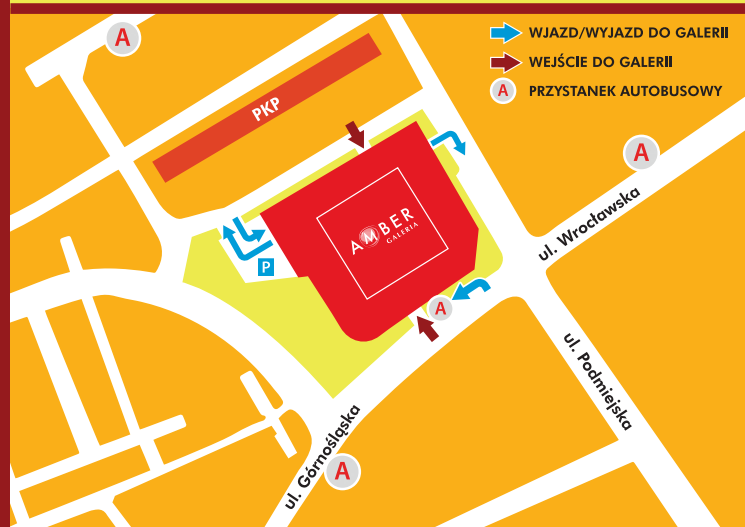 WJAZD/WYJAZD DO GALERII
WEJŚCIE DO GALERII
A PRZYSTANEK AUTOBUSOWY
A
PKP
A
ul. Wrocławska
AMBER
GALERIA
P
A
ul. Podmiejska
ul. Górnośląska
A